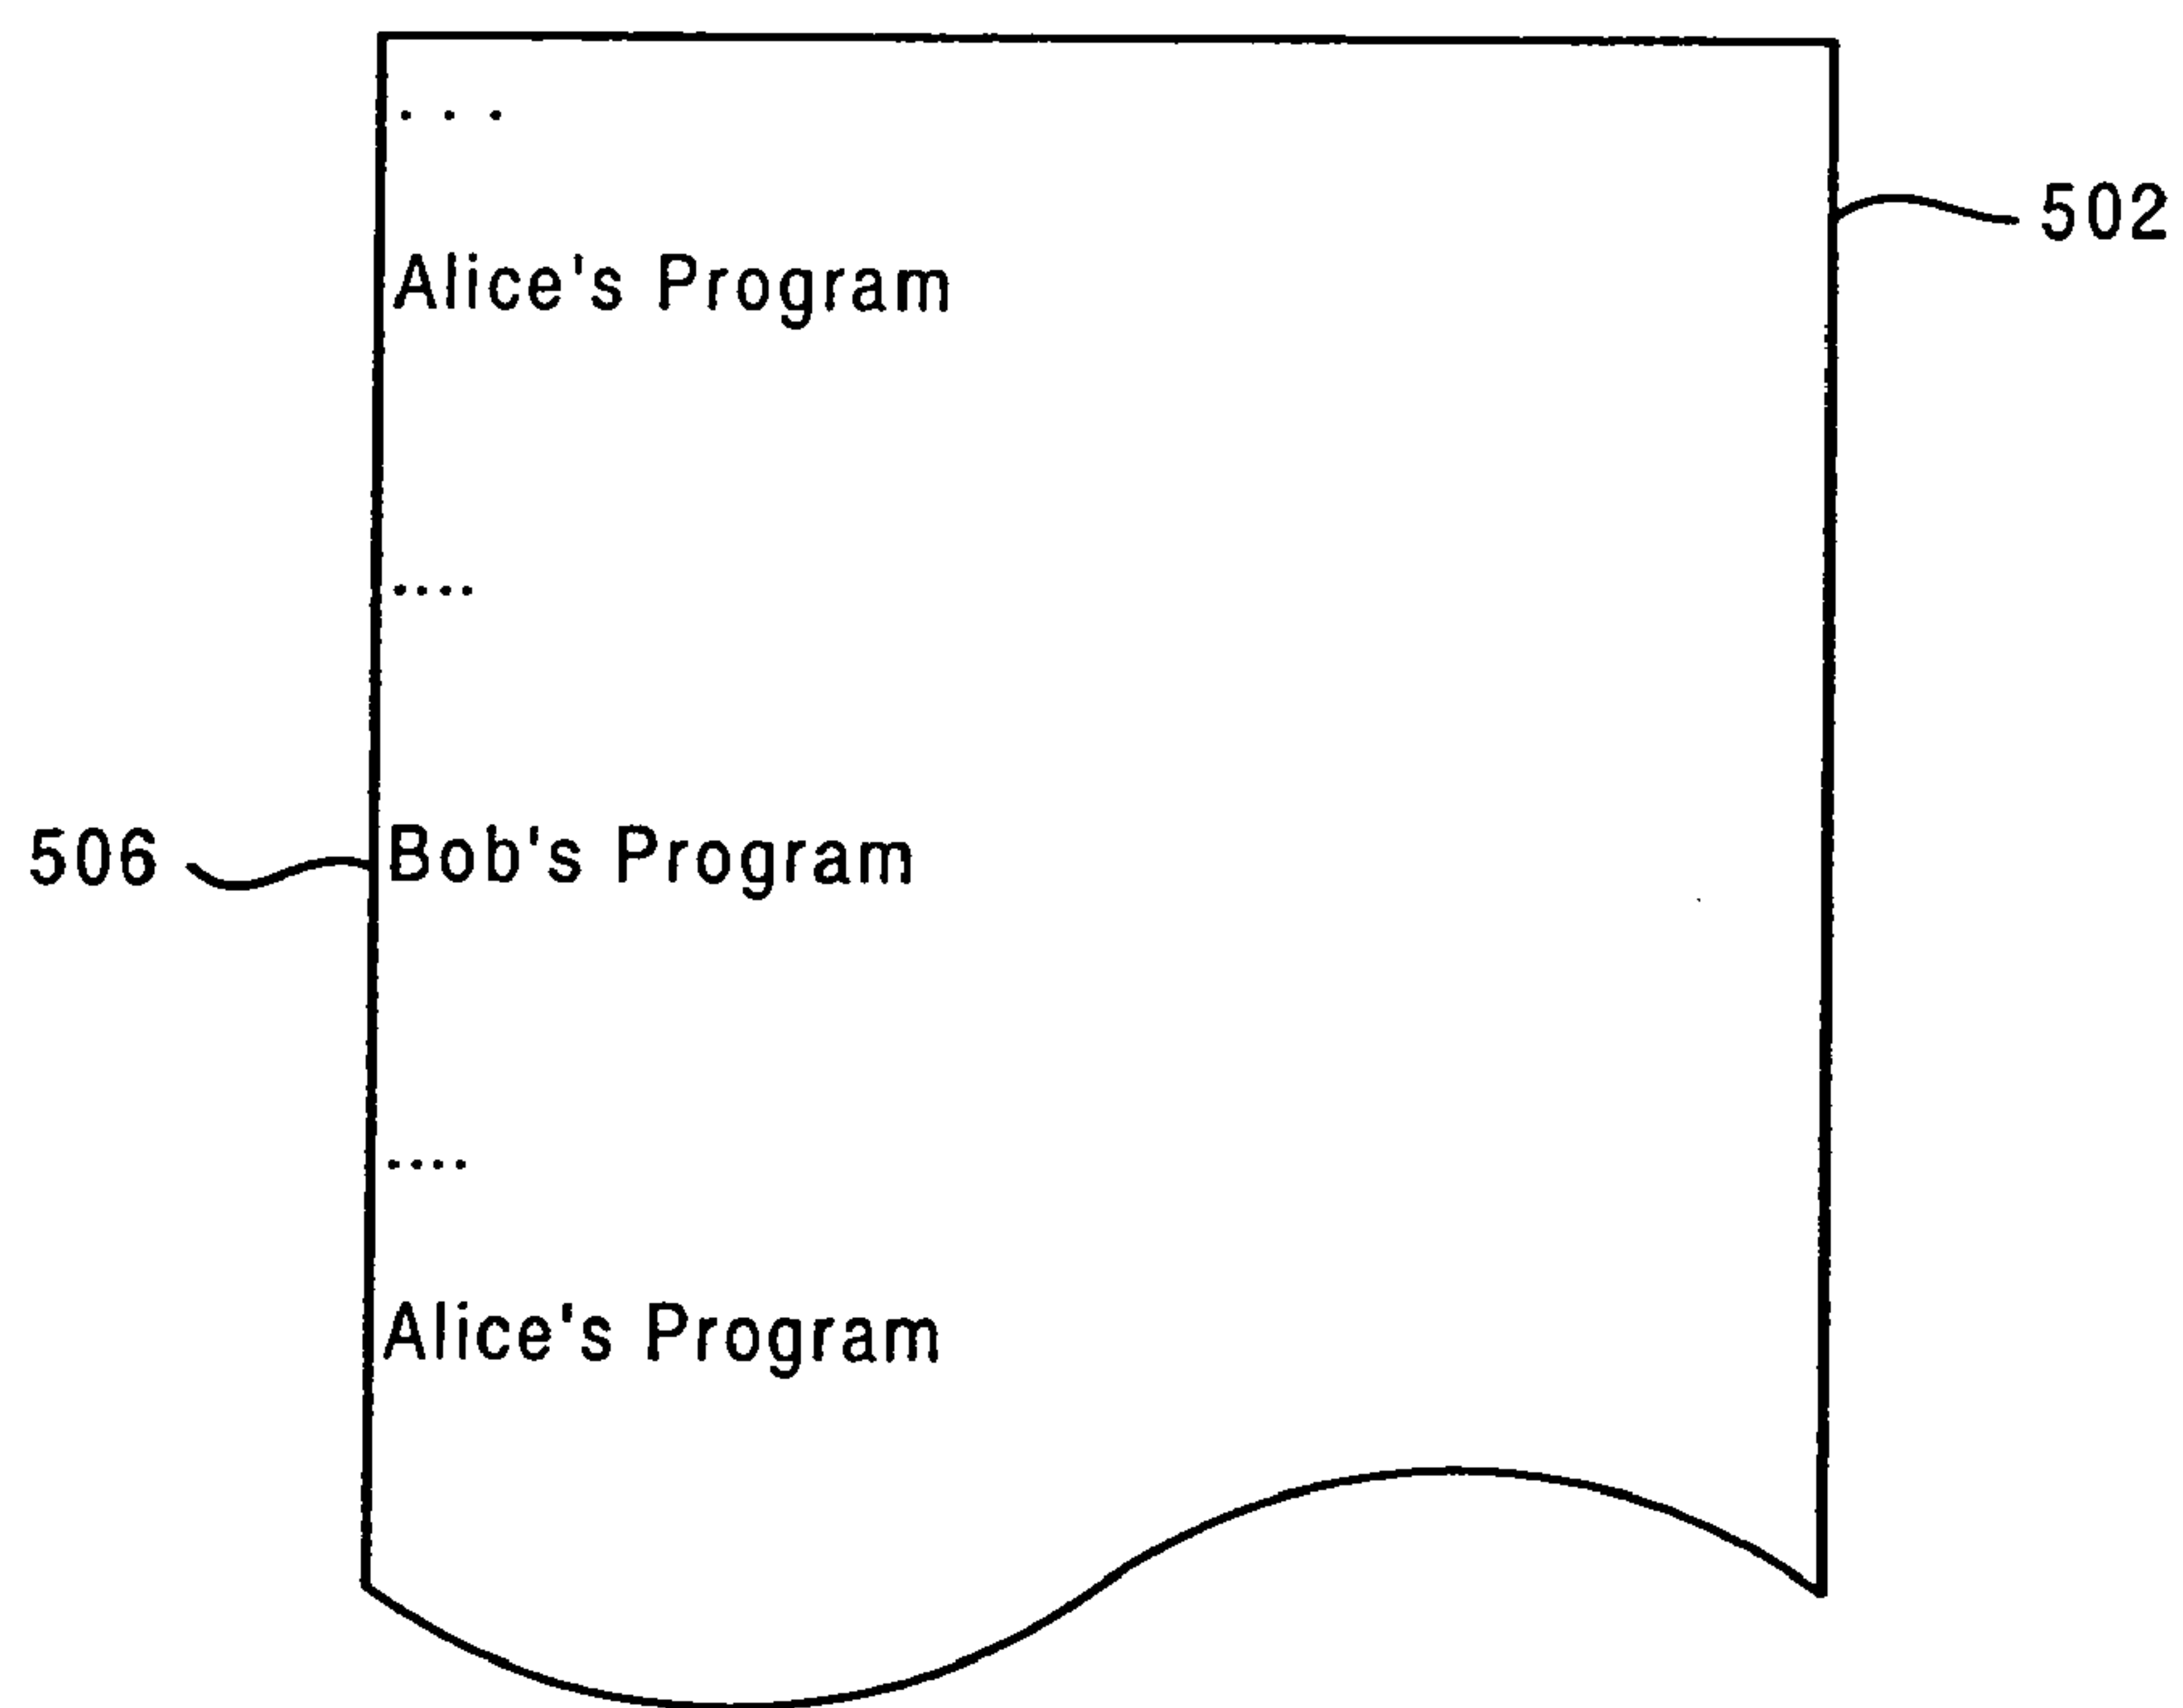 . . .
502
Alice's Program
....
506
Bob's Program
....
Alice's Program